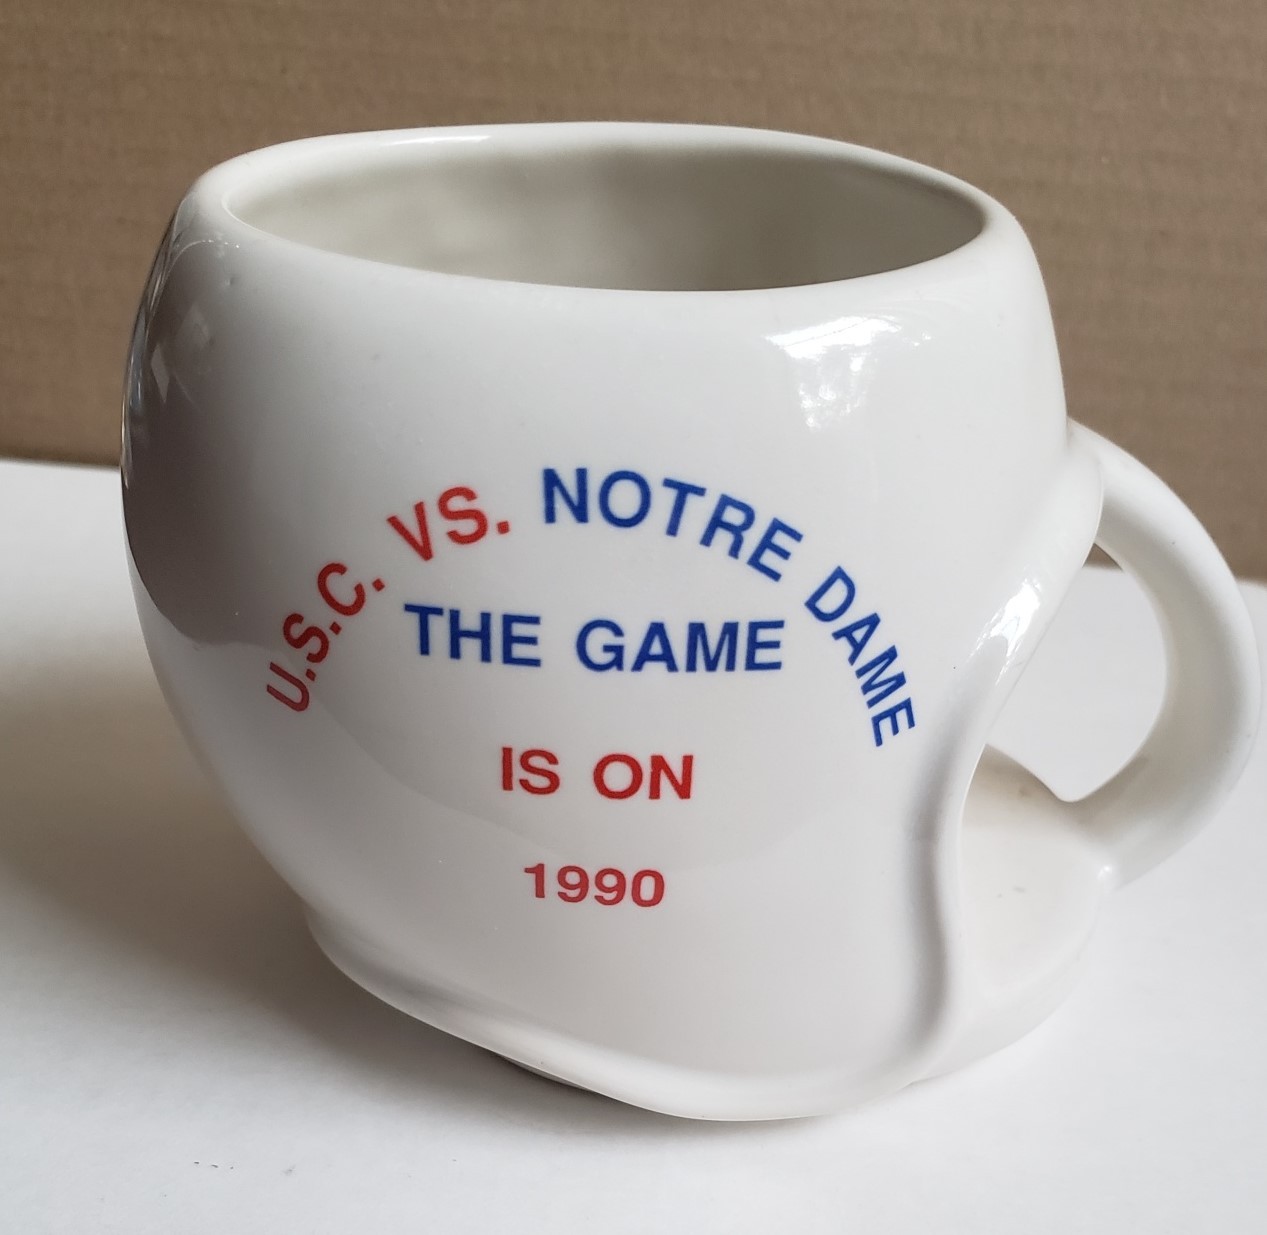 U.S.C. VS. NOTRE DAME
THE GAME
IS ON
1990